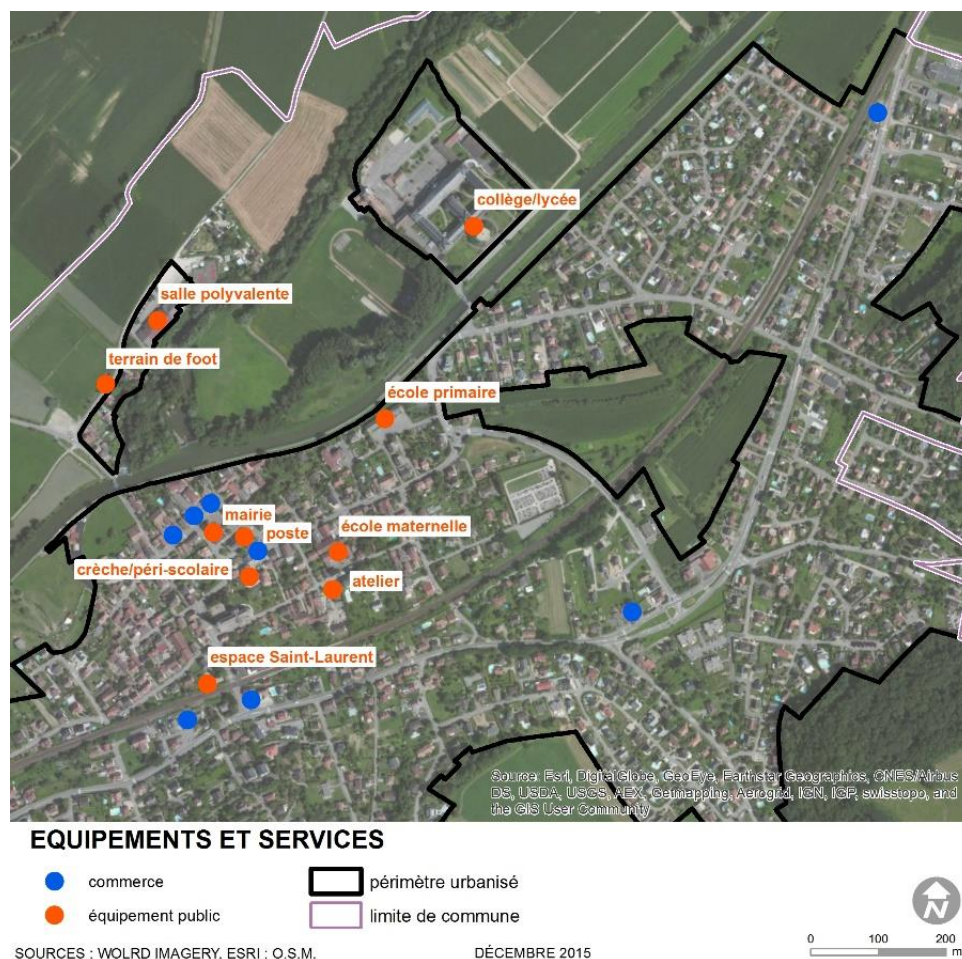 collège/lycée
salle polyvalente
terrain de foot
école primaire
mairie
poste
école maternelle
crèche/péri-scolaire
atelier
espace Saint-Laurent
Source: Esri, DigitalGlobe, GeoEye, Earthstar Geographics, CNES/Airbus
DS, USDA, USGS, AEX, Getmapping, Aerogrid, IGN, IGP, swisstopo, and
the GIS User Community
EQUIPEMENTS ET SERVICES
commerce
périmètre urbanisé
équipement public
limite de commune
N
0 100 200
m
SOURCES : WOLRD IMAGERY. ESRI : O.S.M.
DÉCEMBRE 2015